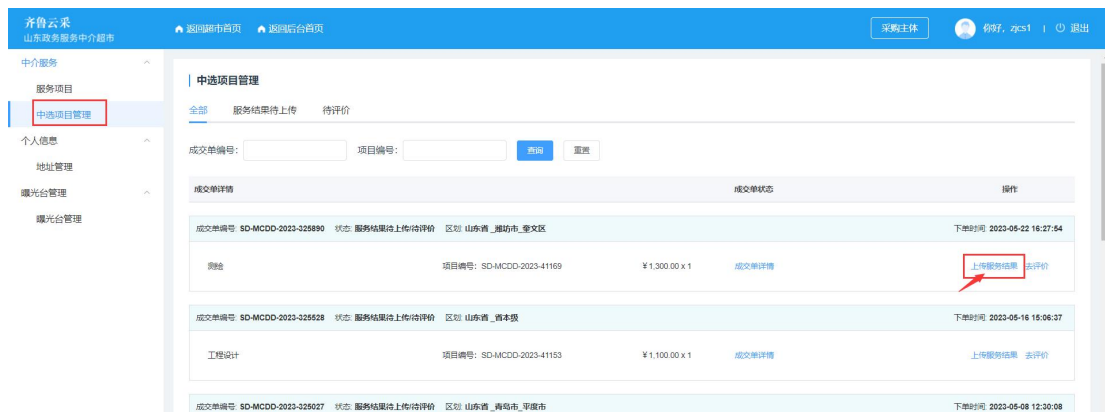 齐鲁云采
山东政务服务中介超市
返回超市首页 返回后台首页
采购主体 你好，zjcs1 | 退出
中介服务
服务项目
中选项目管理
个人信息
地址管理
曝光台管理
曝光台管理
中选项目管理
全部 服务结果待上传 待评价
成交单编号： 项目编号： 查询 重置
成交单详情 成交单状态 操作
成交单编号 SD-MCDD-2023-325890 状态 服务结果待上传/待评价 区划 山东省_潍坊市_奎文区 下单时间 2023-05-22 16:27:54
测绘 项目编号：SD-MCDD-2023-41169 ¥1,300.00 x 1 成交单详情 上传服务结果 去评价
成交单编号 SD-MCDD-2023-325528 状态 服务结果待上传/待评价 区划 山东省_省本级 下单时间 2023-05-16 15:06:37
工程设计 项目编号：SD-MCDD-2023-41153 ¥1,100.00 x 1 成交单详情 上传服务结果 去评价
成交单编号 SD-MCDD-2023-325027 状态 服务结果待上传/待评价 区划 山东省_青岛市_平度市 下单时间 2023-05-08 12:30:08